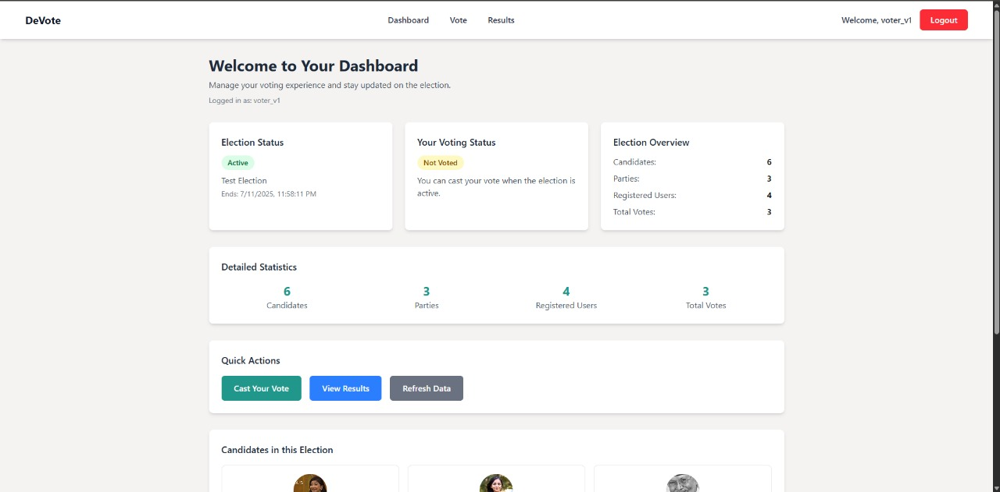 DeVote
Dashboard Vote Results
Welcome, voter_v1 Logout
Welcome to Your Dashboard
Manage your voting experience and stay updated on the election.
Logged in as: voter_v1
Election Status
Active
Test Election
Ends: 7/11/2025, 11:58:11 PM
Your Voting Status
Not Voted
You can cast your vote when the election is
active.
Election Overview
Candidates: 6
Parties: 3
Registered Users: 4
Total Votes: 3
Detailed Statistics
6 3 4 3
Candidates Parties Registered Users Total Votes
Quick Actions
Cast Your Vote View Results Refresh Data
Candidates in this Election